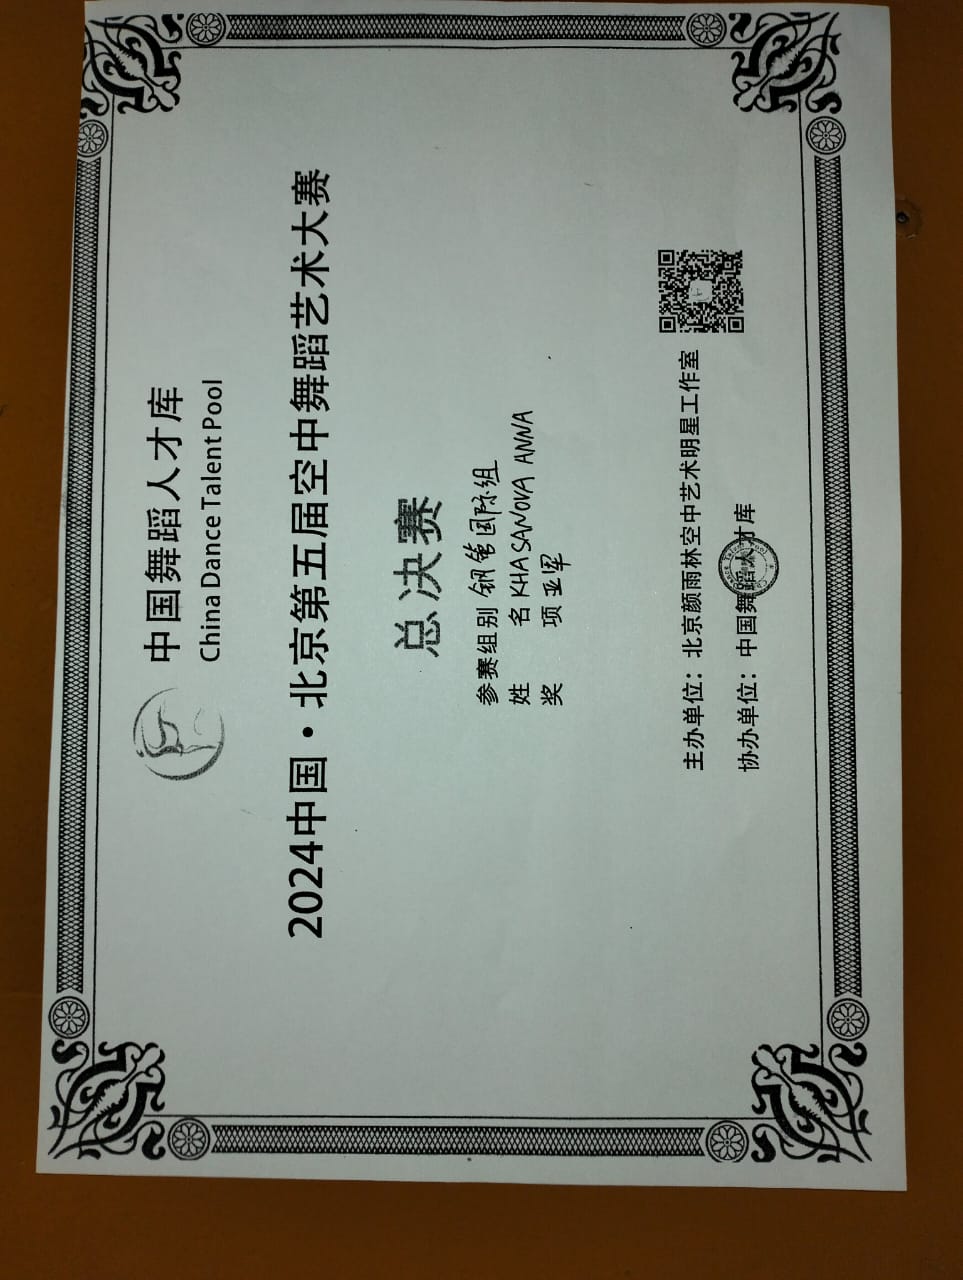 中国舞蹈人才库
China Dance Talent Pool
2024中国·北京第五届空中舞蹈艺术大赛
总决赛
参赛组别 钢管国际组
姓 名 KHASANOVA ANNA
奖 项 亚军
主办单位：北京颜雨林空中艺术明星工作室
协办单位：中国舞蹈人才库